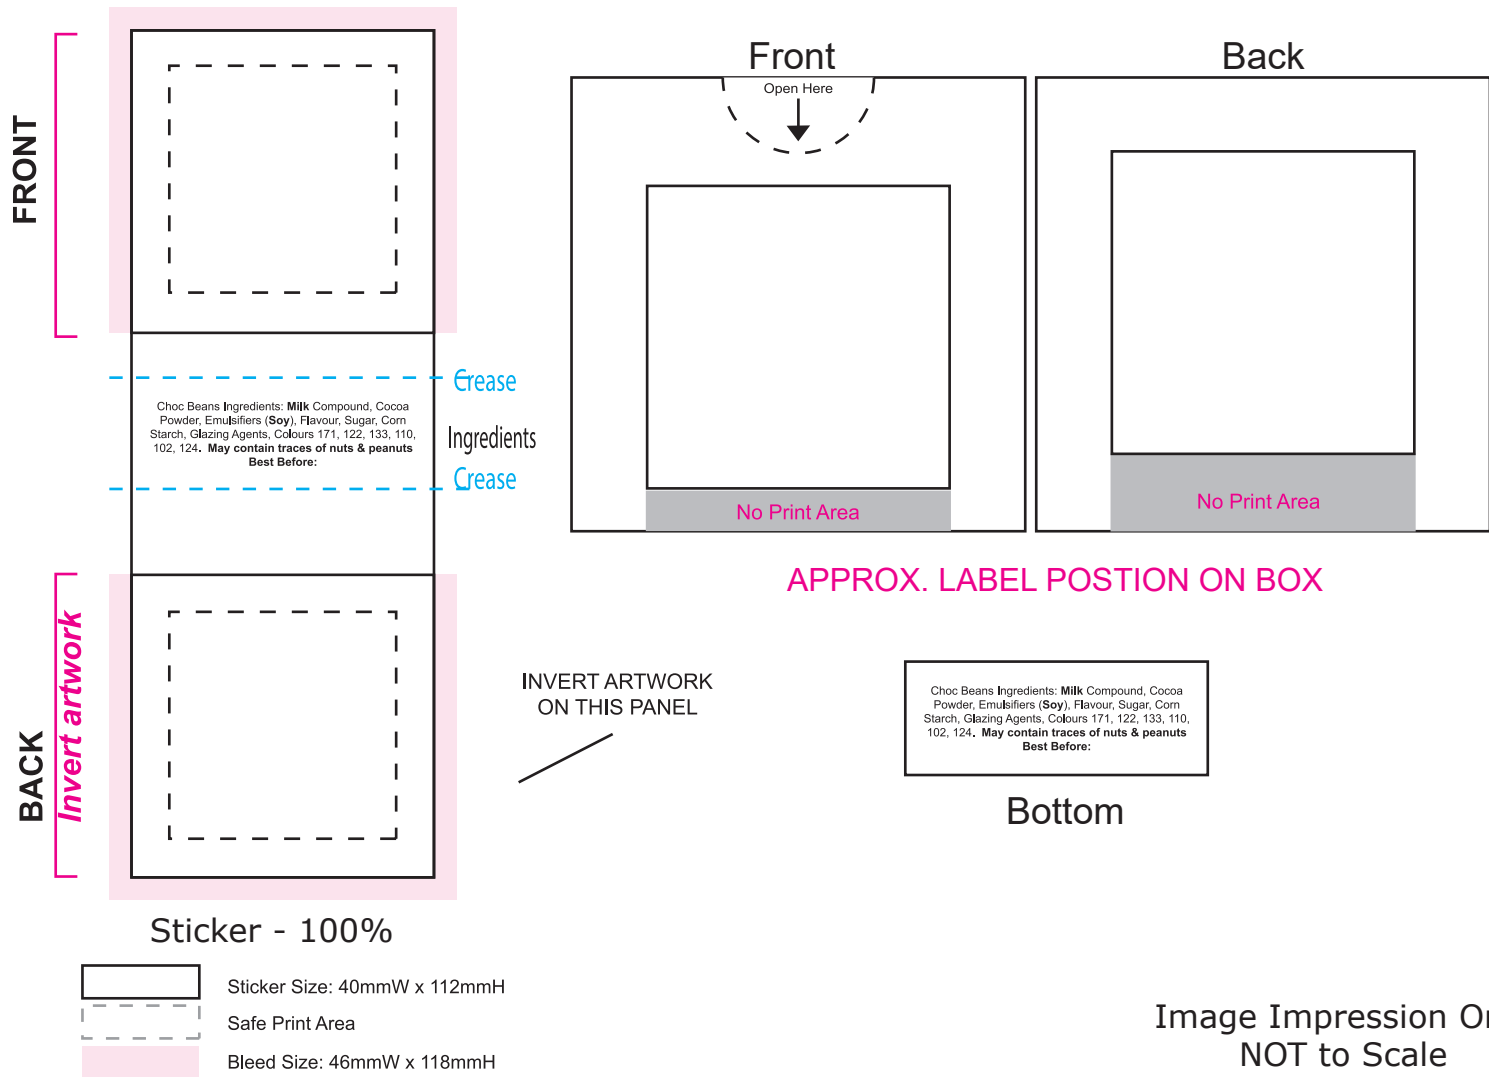 FRONT
Crease
Choc Beans Ingredients: Milk Compound, Cocoa
Powder, Emulsifiers (Soy), Flavour, Sugar, Corn
Starch, Glazing Agents, Colours 171, 122, 133, 110,
102, 124. May contain traces of nuts & peanuts
Best Before:
Ingredients
Crease
BACK
Invert artwork
Sticker - 100%
Sticker Size: 40mmW x 112mmH
Safe Print Area
Bleed Size: 46mmW x 118mmH
Front
Open Here
No Print Area
Back
No Print Area
APPROX. LABEL POSTION ON BOX
INVERT ARTWORK
ON THIS PANEL
Choc Beans Ingredients: Milk Compound, Cocoa
Powder, Emulsifiers (Soy), Flavour, Sugar, Corn
Starch, Glazing Agents, Colours 171, 122, 133, 110,
102, 124. May contain traces of nuts & peanuts
Best Before:
Bottom
Image Impression
NOT to Scale